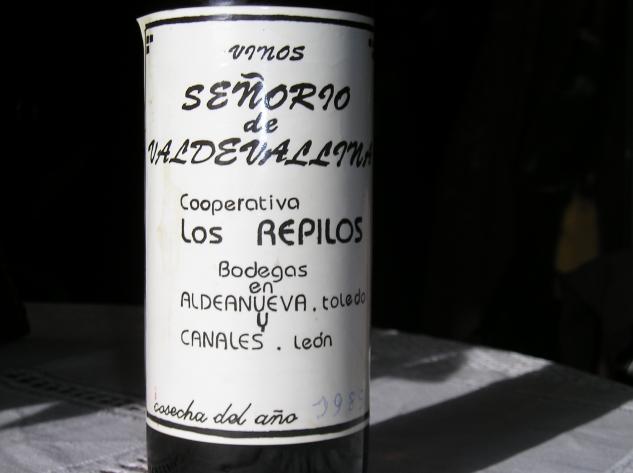 VINOS
SEÑORIO
de
VALDEVALLINA
Cooperativa
Los REPILOS
Bodegas
en
ALDEANUEVA . toledo
y
CANALES . León
cosecha del año